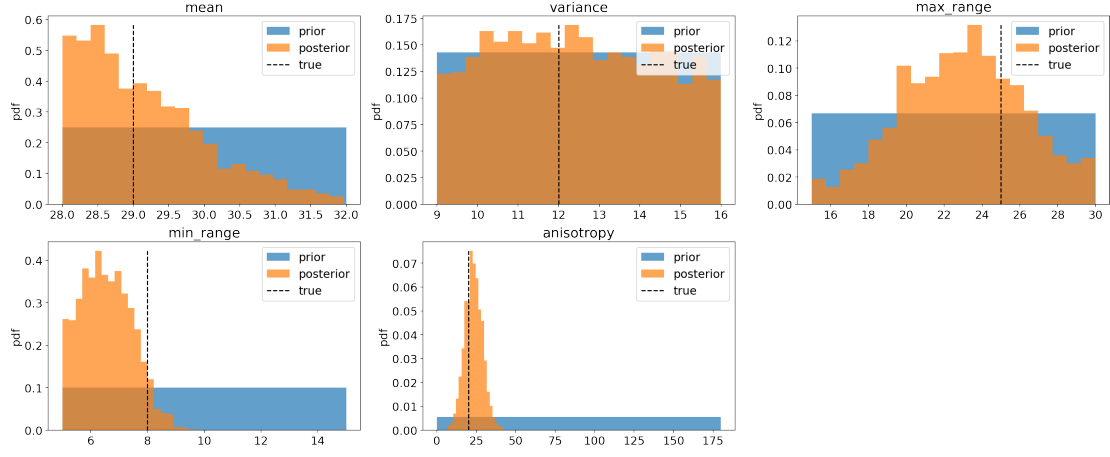 mean
pdf
0.6
0.5
0.4
0.3
0.2
0.1
0.0
28.0 28.5 29.0 29.5 30.0 30.5 31.0 31.5 32.0
prior
posterior
true
variance
pdf
0.175
0.150
0.125
0.100
0.075
0.050
0.025
0.000
9 10 11 12 13 14 15 16
prior
posterior
true
max_range
pdf
0.12
0.10
0.08
0.06
0.04
0.02
0.00
16 18 20 22 24 26 28 30
prior
posterior
true
min_range
pdf
0.4
0.3
0.2
0.1
0.0
6 8 10 12 14
prior
posterior
true
anisotropy
pdf
0.07
0.06
0.05
0.04
0.03
0.02
0.01
0.00
0 25 50 75 100 125 150 175
prior
posterior
true